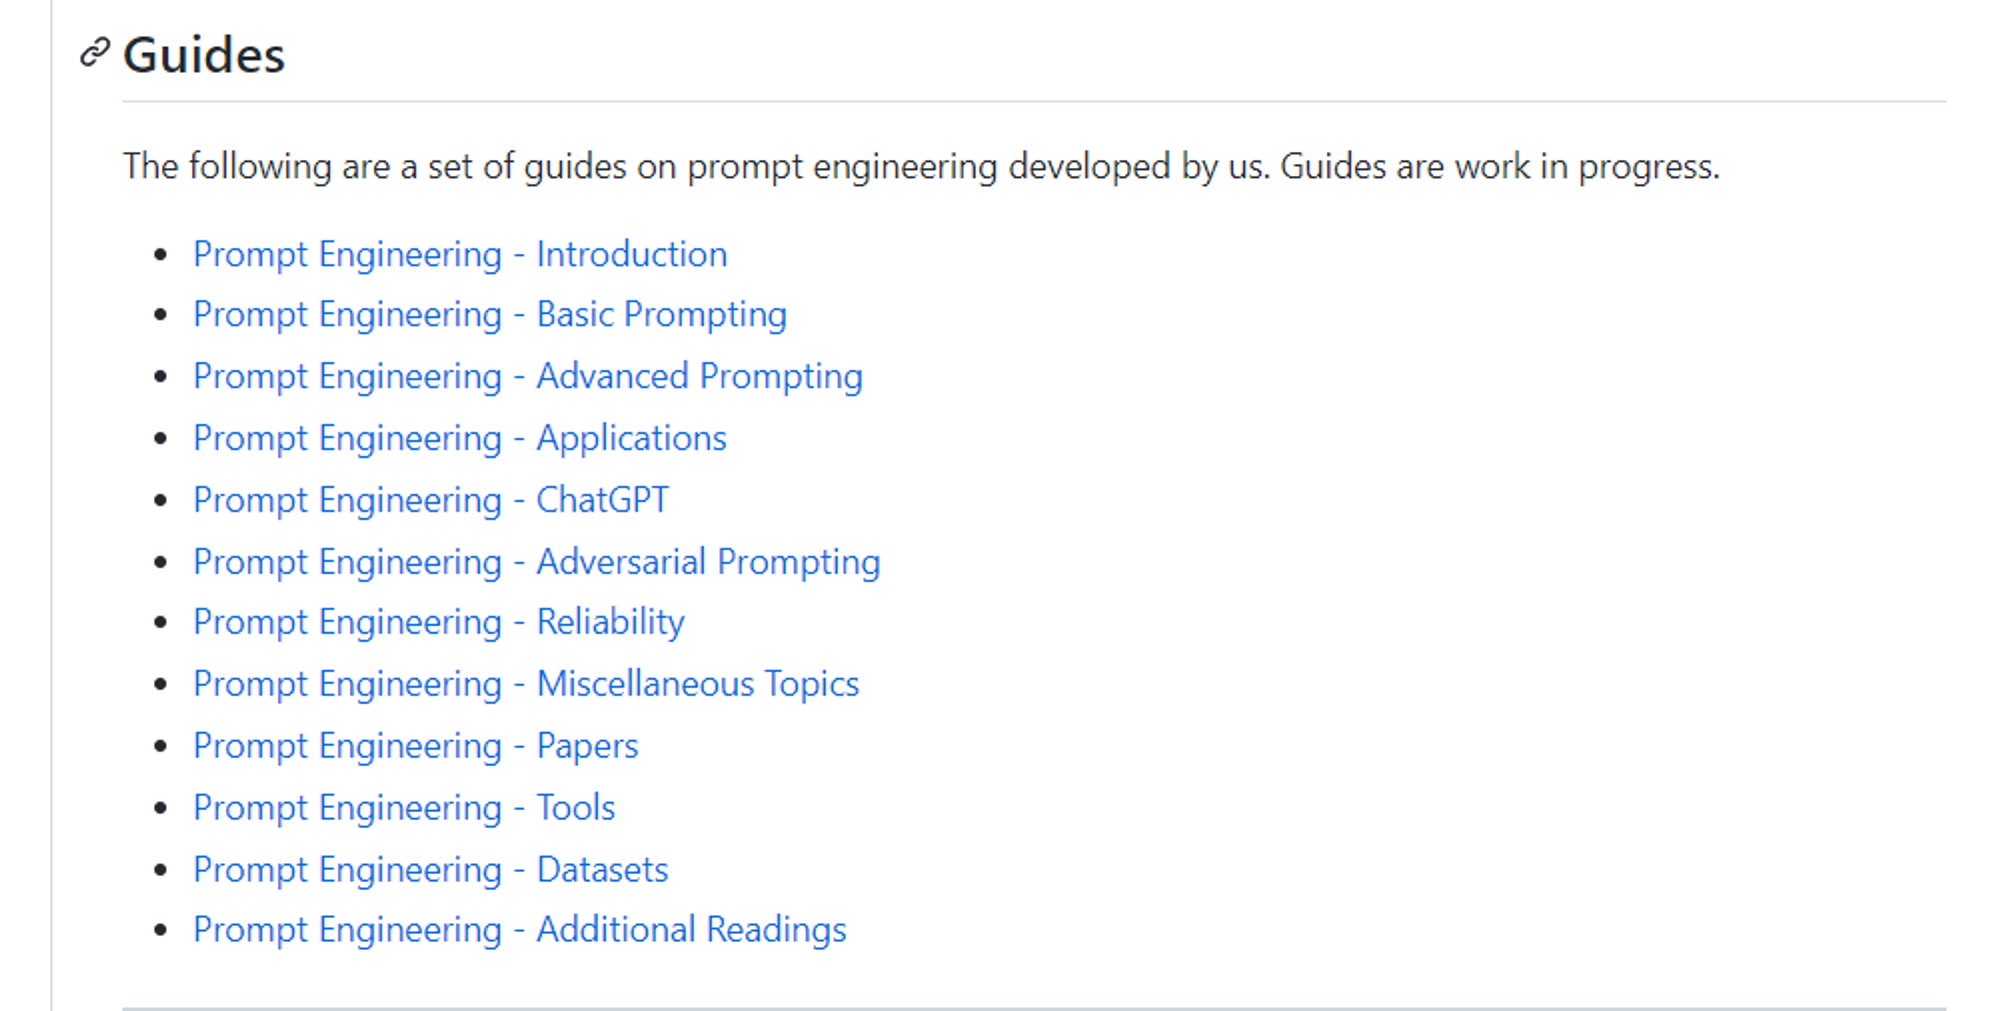 Guides
The following are a set of guides on prompt engineering developed by us. Guides are work in progress.
Prompt Engineering - Introduction
Prompt Engineering - Basic Prompting
Prompt Engineering - Advanced Prompting
Prompt Engineering - Applications
Prompt Engineering - ChatGPT
Prompt Engineering - Adversarial Prompting
Prompt Engineering - Reliability
Prompt Engineering - Miscellaneous Topics
Prompt Engineering - Papers
Prompt Engineering - Tools
Prompt Engineering - Datasets
Prompt Engineering - Additional Readings